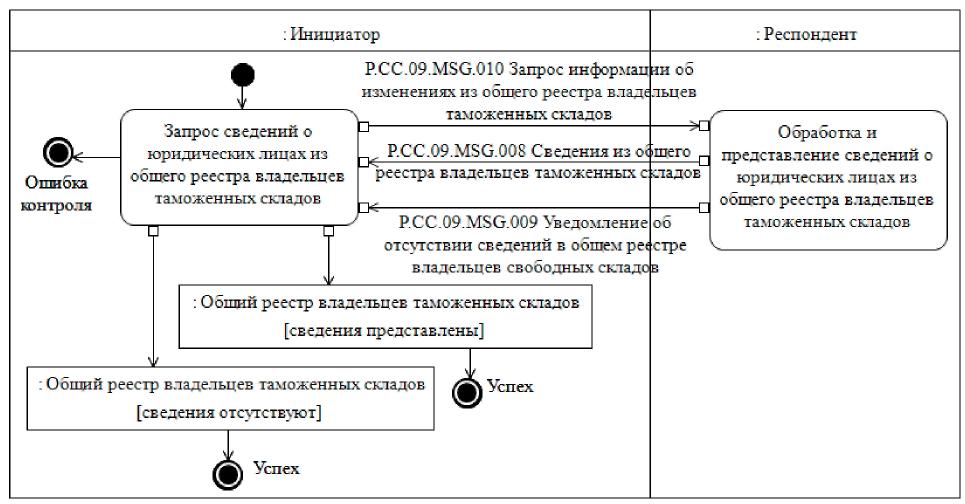 : Инициатор
: Респондент
P.CC.09.MSG.010 Запрос информации об
изменениях из общего реестра владельцев
таможенных складов
Запрос сведений о
юридических лицах из
общего реестра владельцев
таможенных складов
Обработка и
представление сведений о
юридических лицах из
общего реестра владельцев
таможенных складов
P.CC.09.MSG.008 Сведения из общего
реестра владельцев таможенных складов
Ошибка
контроля
P.CC.09.MSG.009 Уведомление об
отсутствии сведений в общем реестре
владельцев свободных складов
: Общий реестр владельцев таможенных складов
[сведения представлены]
Успех
: Общий реестр владельцев таможенных складов
[сведения отсутствуют]
Успех